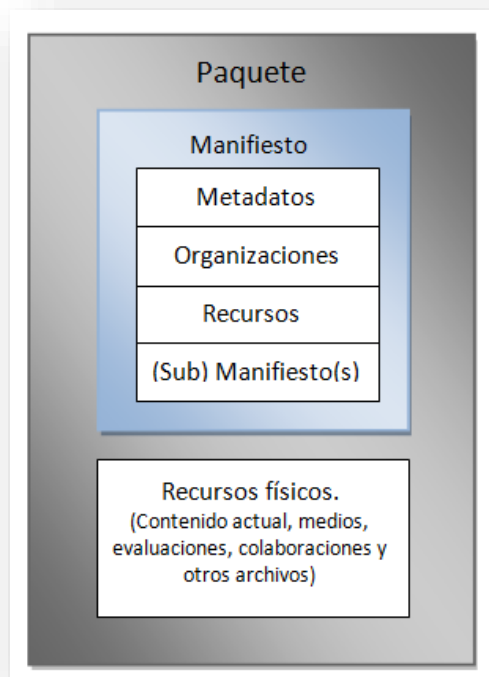 Paquete
Manifiesto
Metadatos
Organizaciones
Recursos
(Sub) Manifiesto(s)
Recursos físicos.
(Contenido actual, medios,
evaluaciones, colaboraciones y
otros archivos)